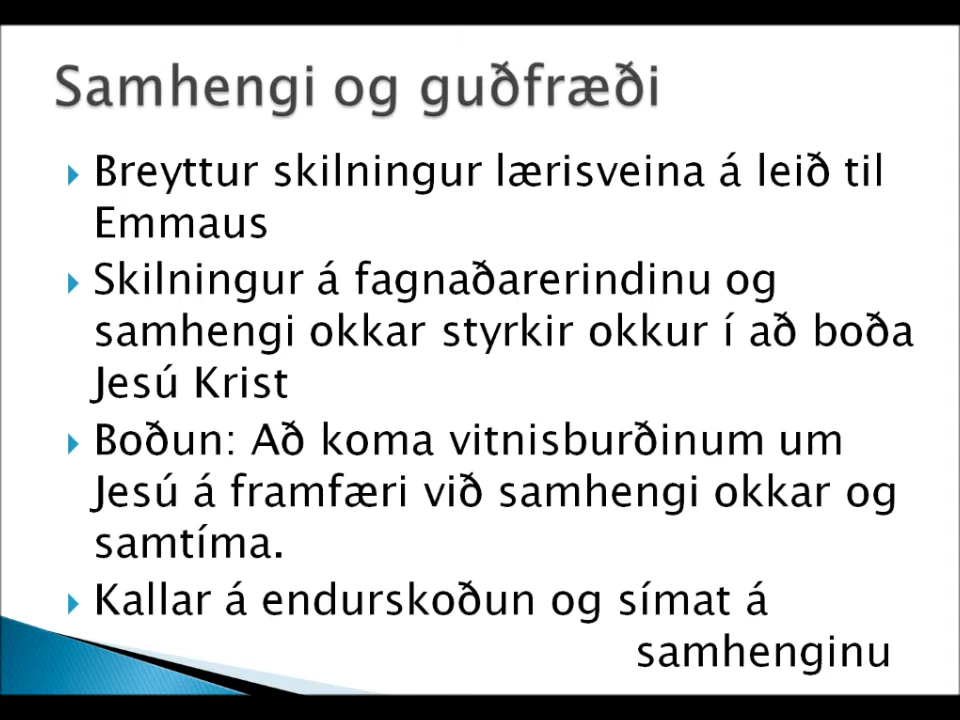 Samhengi og guðfræði
Breyttur skilningur lærisveina á leið til
Emmaus
Skilningur á fagnaðarerindinu og
samhengi okkar styrkir okkur í að boða
Jesú Krist
Boðun: Að koma vitnisburðinum um
Jesú á framfæri við samhengi okkar og
samtíma.
Kallar á endurskoðun og símat á
samhenginu